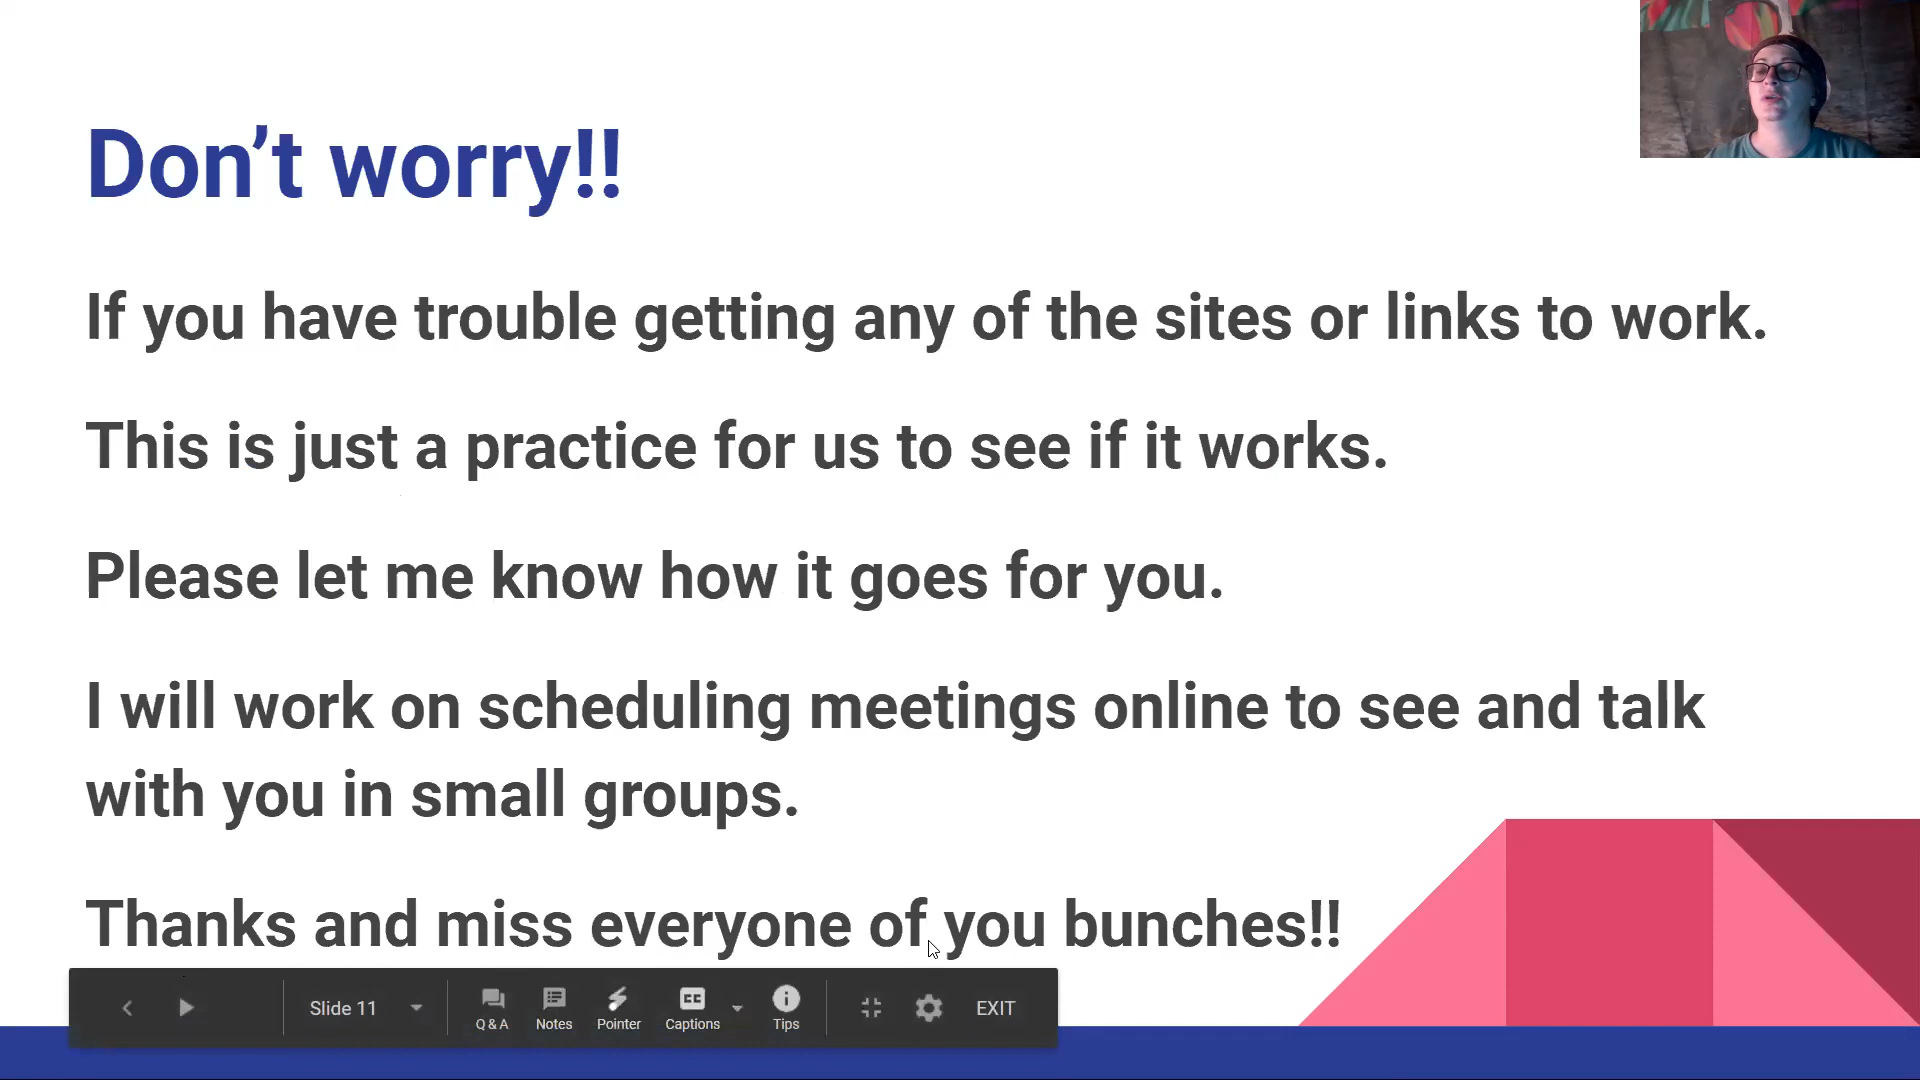 Don’t worry!!
If you have trouble getting any of the sites or links to work.
This is just a practice for us to see if it works.
Please let me know how it goes for you.
I will work on scheduling meetings online to see and talk
with you in small groups.
Thanks and miss everyone of you bunches!!
Slide 11
Q & A
Notes
Pointer
CC
Captions
Tips
EXIT